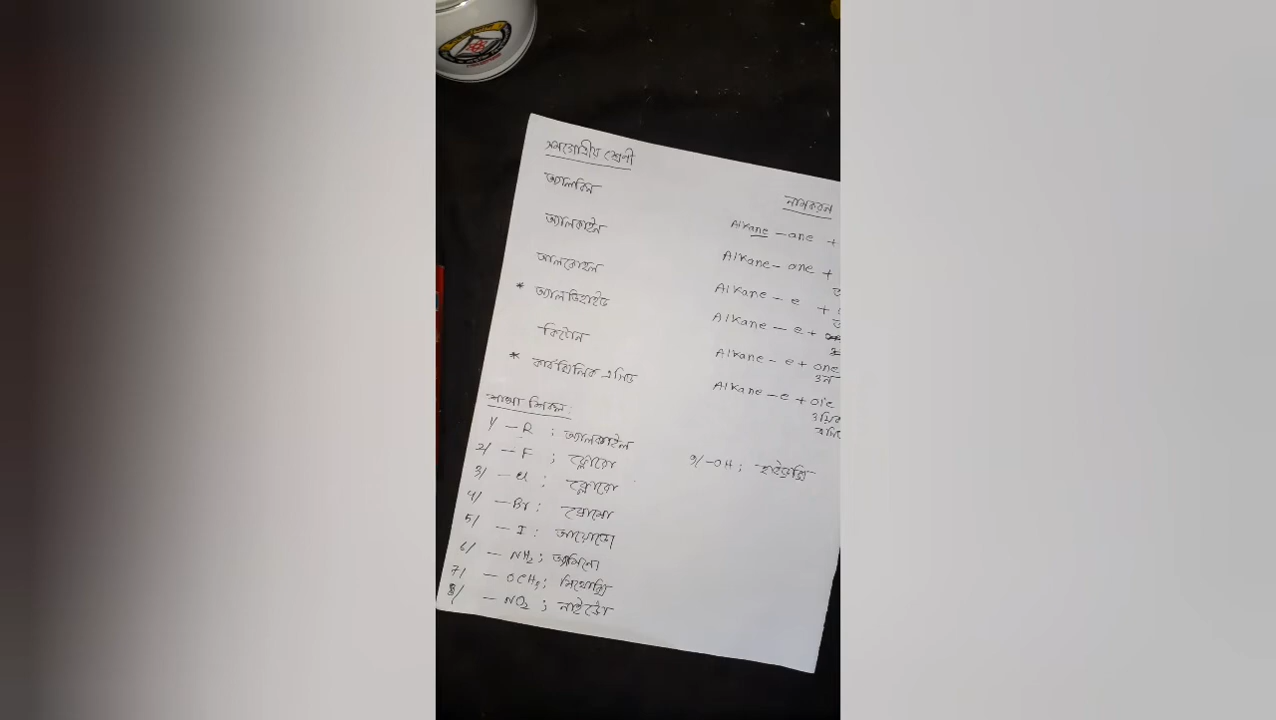 সমগোত্রীয় শ্রেণী
নামকরন
অ্যালকিন
Alkane - ane +
অ্যালকাইন
Alkane - ane +
অ্যালকোহল
Alkane - e +
* অ্যালডিহাইড
Alkane - e +
কিটোন
Alkane - e + one
* কার্বক্সিলিক এসিড
Alkane - e + oic
শাখা শিকল:
1/ - R ; অ্যালকাইল
2/ - F ; ফ্লোরো
3/ - Cl ; ক্লোরো
4/ - Br ; ব্রোমো
5/ - I : আয়োডো
6/ - NH₂ ; অ্যামিনো
7/ - OCH₃ ; মিথোক্সি
8/ - NO₂ ; নাইট্রো
9/ -OH ; হাইড্রক্সি